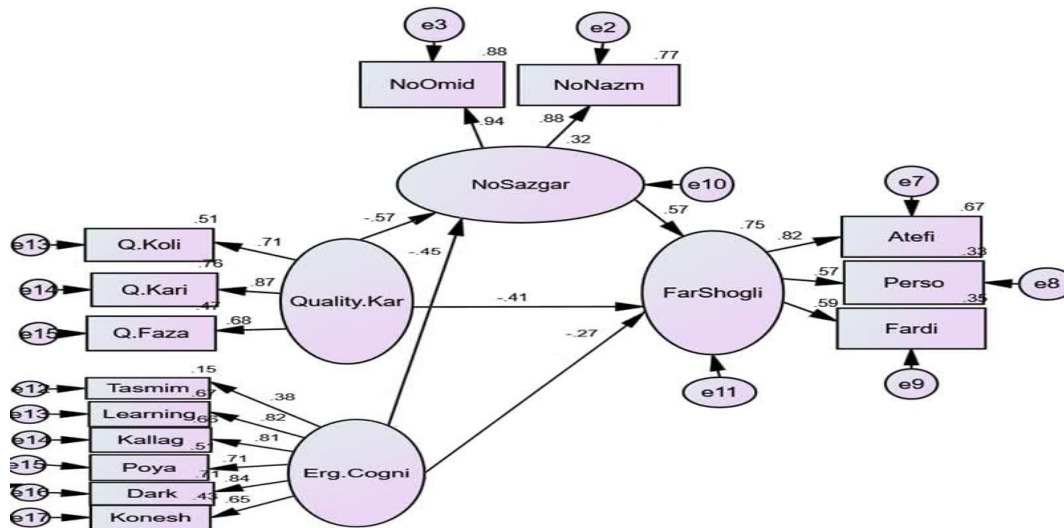 e3
e2
.88
.77
NoOmid
NoNazm
.94
.88
.32
NoSazgar
e10
e7
.67
-.57
.57
.51
.75
.82
Atefi
e13
Q.Koli
.71
.33
.76
-.45
e14
Q.Kari
.87
Quality.Kar
-.41
FarShogli
.57
Perso
e8
.47
.59
.35
e15
Q.Faza
.68
Fardi
-.27
.15
e11
e9
e12
Tasmim
.38
.67
e13
Learning
.82
.66
e14
Kallag
.81
.51
e15
Poya
.71
Erg.Cogni
.71
e16
Dark
.84
.43
e17
Konesh
.65